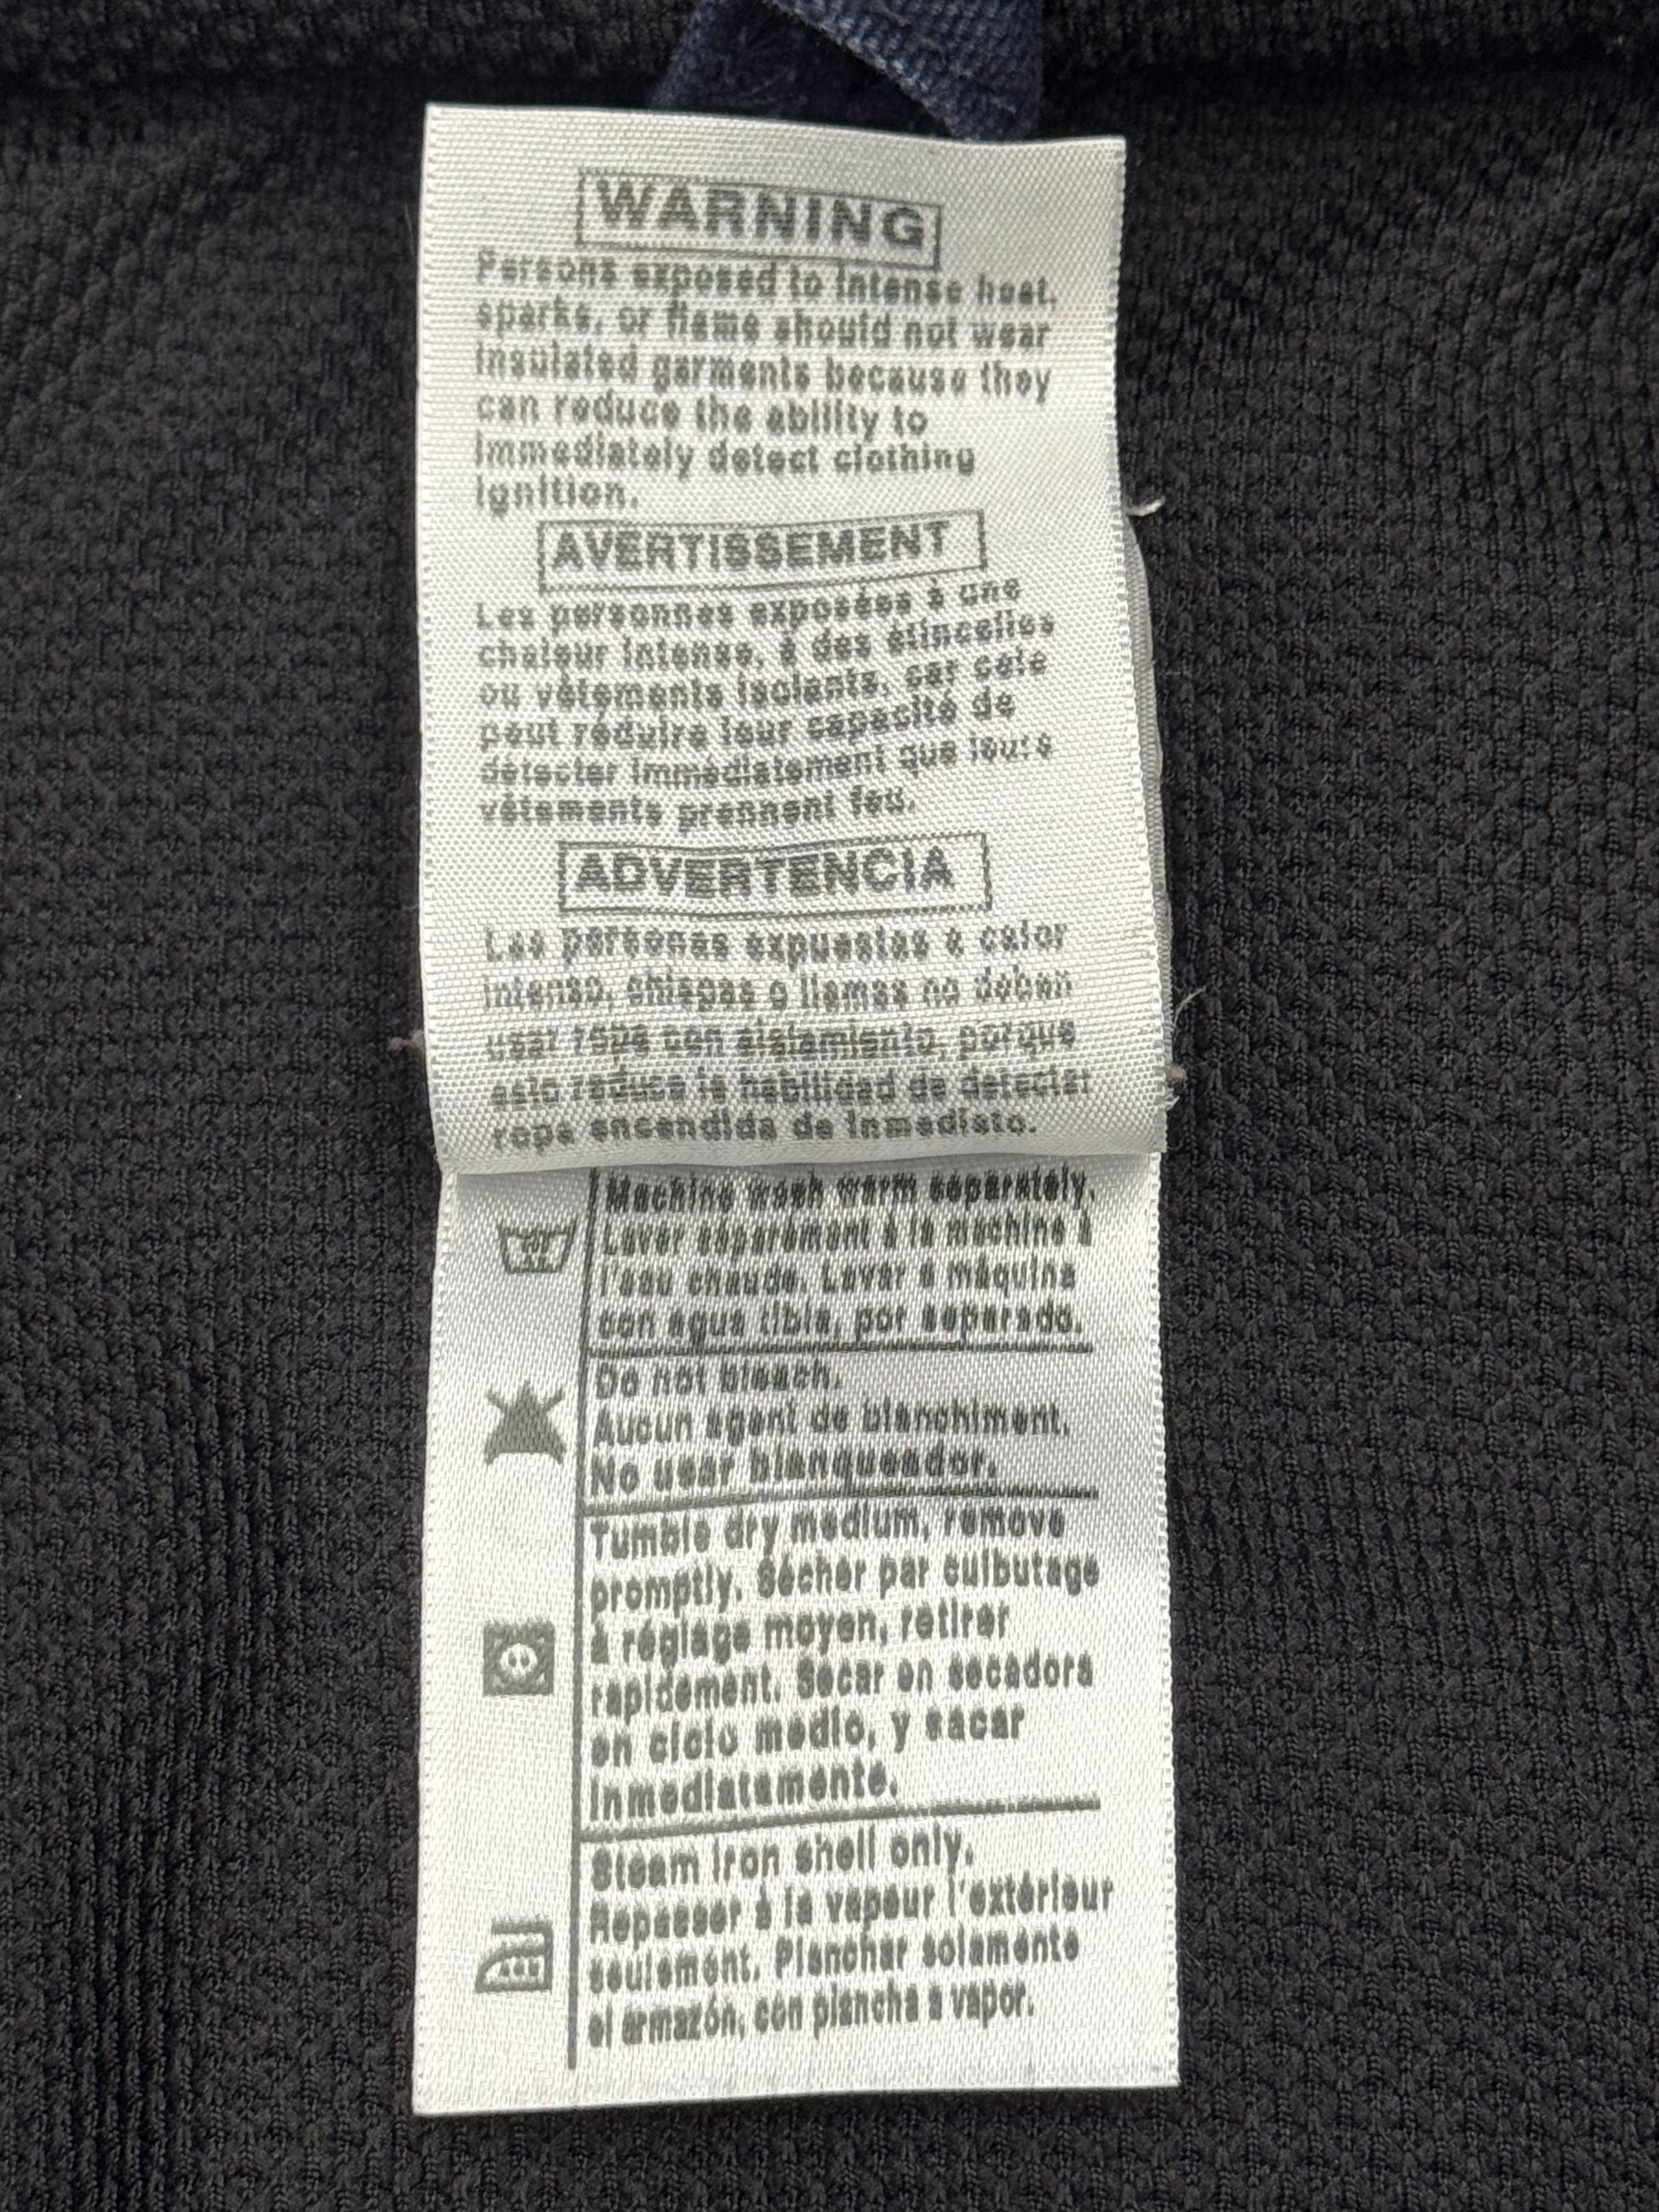 WARNING
Persons exposed to intense heat,
sparks, or flame should not wear
insulated garments because they
can reduce the ability to
immediately detect clothing
ignition.
AVERTISSEMENT
Les personnes exposées à une
chaleur intense, à des étincelles
ou vêtements isolants, car cela
peut réduire leur capacité de
détecter immédiatement que leurs
vêtements prennent feu.
ADVERTENCIA
Las personas expuestas a calor
intenso, chispas o llamas no deben
usar ropa con aislamiento, porque
esto reduce la habilidad de detectar
ropa encendida de inmediato.
Machine wash warm separately.
Laver séparément à la machine à
l'eau chaude. Lavar a máquina
con agua tibia, por separado.
Do not bleach.
Aucun agent de blanchiment.
No usar blanqueador.
Tumble dry medium, remove
promptly. Sécher par culbutage
à réglage moyen, retirer
rapidement. Secar en secadora
en ciclo medio, y sacar
inmediatamente.
Steam iron shell only.
Repasser à la vapeur l'extérieur
seulement. Planchar solamente
el armazón, con plancha a vapor.